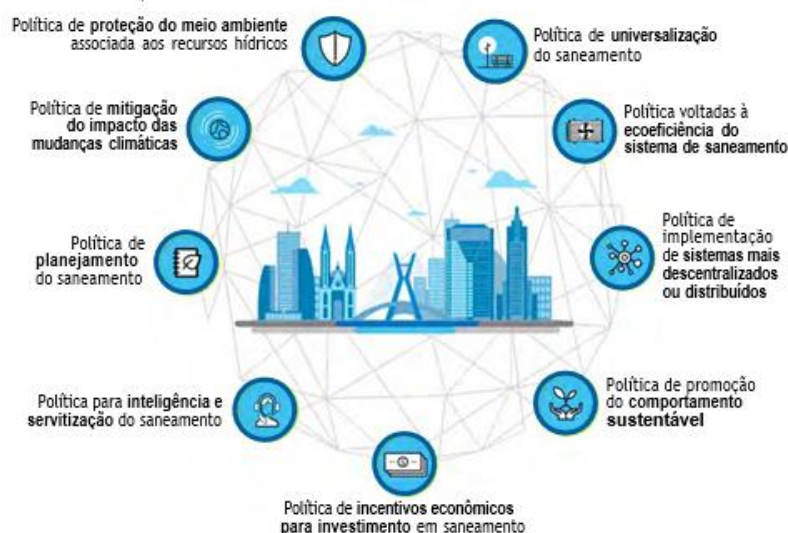 Política de proteção do meio ambiente
associada aos recursos hídricos
Política de universalização
do saneamento
Política de mitigação
do impacto das
mudanças climáticas
Política voltadas à
ecoeficiência do
sistema de saneamento
Política de
planejamento
do saneamento
Política de
implementação
de sistemas mais
descentralizados
ou distribuídos
Política para inteligência e
servitização do saneamento
Política de promoção
do comportamento
sustentável
Política de incentivos econômicos
para investimento em saneamento